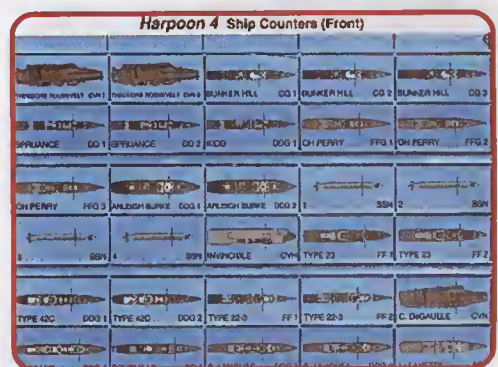 Harpoon 4 Ship Counters (Front)
THEODORE ROOSEVELT CVN 1 THEODORE ROOSEVELT CVN 2 BUNKER HILL CG 1 BUNKER HILL CG 2 BUNKER HILL CG 3
SPRUANCE DD 1 SPRUANCE DD 2 KIDD DDG 1 OH PERRY FFG 1 OH PERRY FFG 2
OH PERRY FFG 3 ARLEIGH BURKE DDG 1 ARLEIGH BURKE DDG 2 1 SSN 2 SSN
3 SSN 4 SSN INVINCIBLE CVH TYPE 23 FF 1 TYPE 23 FF 2
TYPE 42C DDG 1 TYPE 42C DDG 2 TYPE 22-3 FF 1 TYPE 22-3 FF 2 C. DeGAULLE CVN